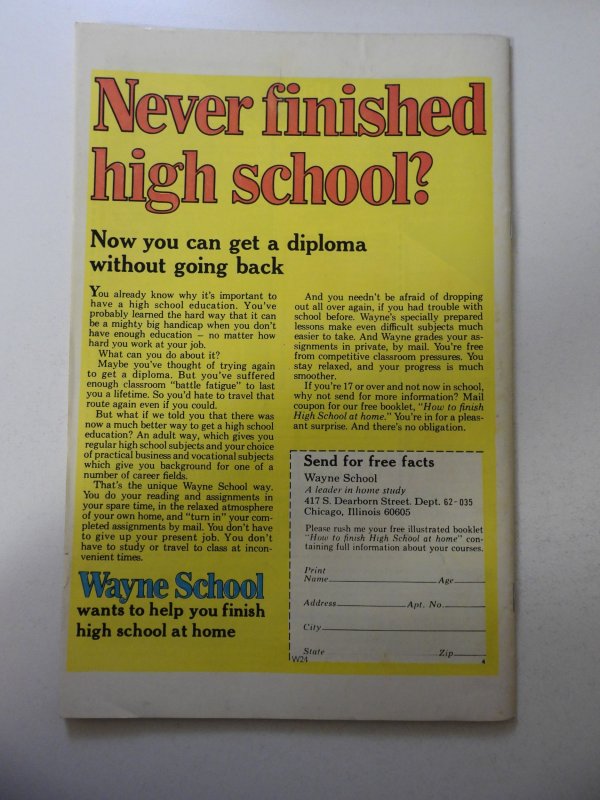 Never finished
high school?
Now you can get a diploma
without going back
You already know why it's important to
have a high school education. You've
probably learned the hard way that it can
be a mighty big handicap when you don't
have enough education — no matter how
hard you work at your job.
What can you do about it?
Maybe you've thought of trying again
to get a diploma. But you've suffered
enough classroom "battle fatigue" to last
you a lifetime. So you'd hate to travel that
route again even if you could.
But what if we told you that there was
now a much better way to get a high school
education? An adult way, which gives you
regular high school subjects and your choice
of practical business and vocational subjects
which give you background for one of a
number of career fields.
That's the unique Wayne School way.
You do your reading and assignments in
your spare time, in the relaxed atmosphere
of your own home, and "turn in" your com-
pleted assignments by mail. You don't have
to give up your present job. You don't
have to study or travel to class at incon-
venient times.
Wayne School
wants to help you finish
high school at home
And you needn't be afraid of dropping
out all over again, if you had trouble with
school before. Wayne's specially prepared
lessons make even difficult subjects much
easier to take. And Wayne grades your as-
signments in private, by mail. You're free
from competitive classroom pressures. You
stay relaxed, and your progress is much
smoother.
If you're 17 or over and not now in school,
why not send for more information? Mail
coupon for our free booklet, "How to finish
High School at home." You're in for a pleas-
ant surprise. And there's no obligation.
Send for free facts
Wayne School
A leader in home study
417 S. Dearborn Street. Dept. 62-035
Chicago, Illinois 60605
Please rush me your free illustrated booklet
"How to finish High School at home" con-
taining full information about your courses.
Print
Name Age
Address Apt. No.
City
State Zip
W24 4